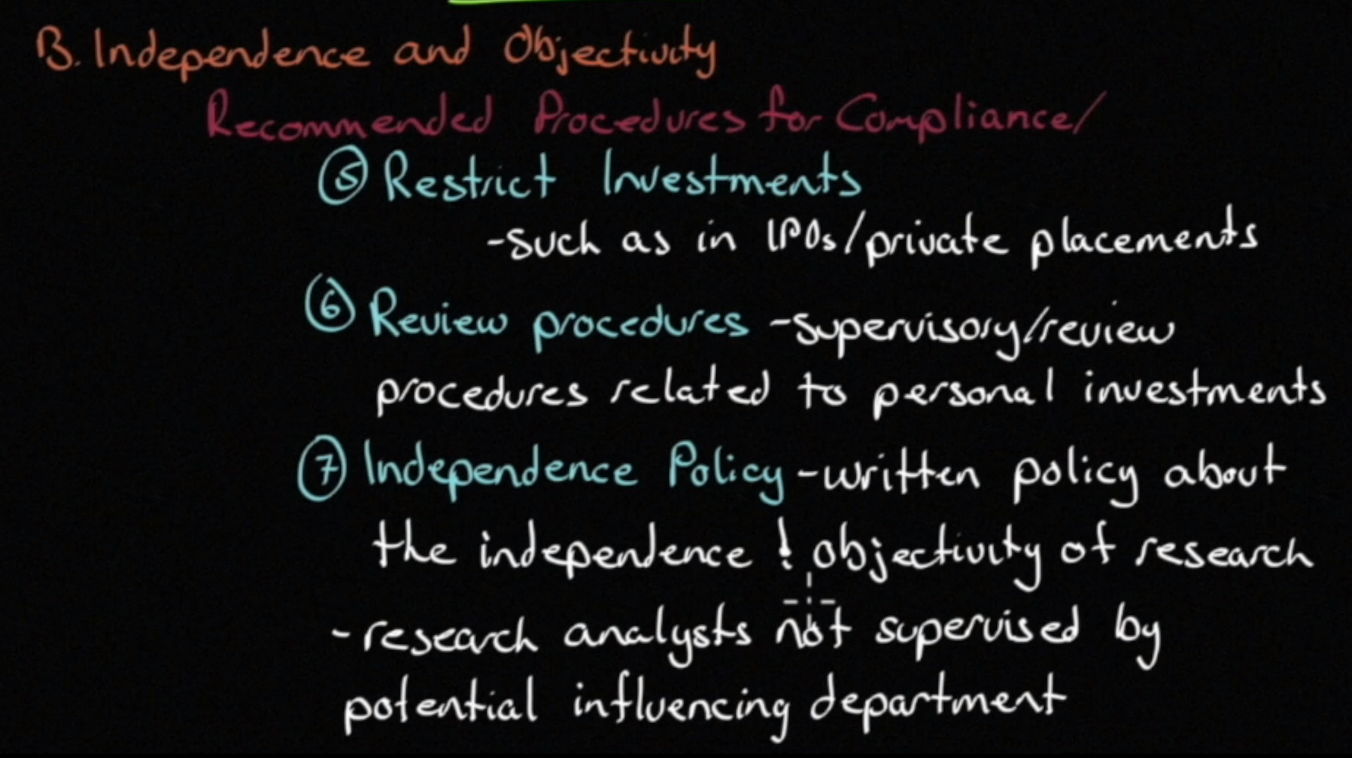 B. Independence and Objectivity
Recommended Procedures for Compliance/
⑤ Restrict Investments
-such as in IPOs/private placements
⑥ Review procedures -supervisory/review
procedures related to personal investments
⑦ Independence Policy -written policy about
the independence ! objectivity of research
-research analysts not supervised by
potential influencing department